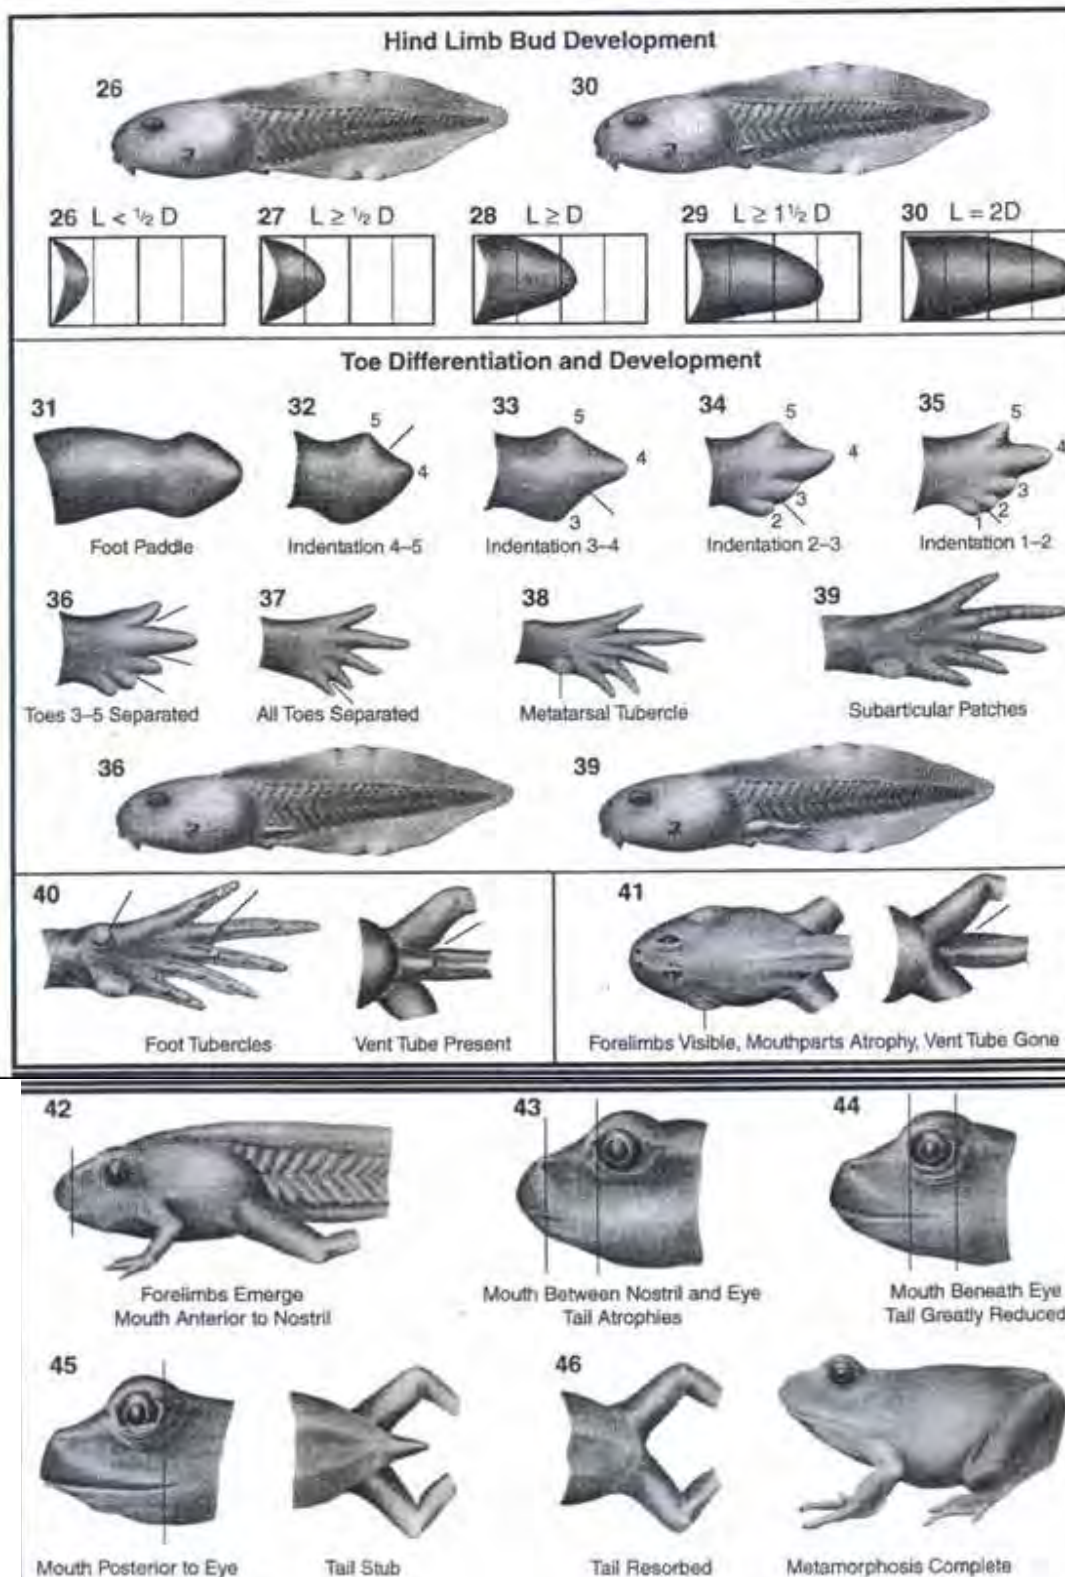 Hind Limb Bud Development
26
30
26 L < ½ D
27 L ≥ ½ D
28 L ≥ D
29 L ≥ 1½ D
30 L = 2D
Toe Differentiation and Development
31
32
5
4
33
5
4
3
34
5
4
3
2
35
5
4
3
2
1
Foot Paddle
Indentation 4–5
Indentation 3–4
Indentation 2–3
Indentation 1–2
36
37
38
39
Toes 3–5 Separated
All Toes Separated
Metatarsal Tubercle
Subarticular Patches
36
39
40
41
Foot Tubercles
Vent Tube Present
Forelimbs Visible, Mouthparts Atrophy, Vent Tube Gone
42
43
44
Forelimbs Emerge
Mouth Anterior to Nostril
Mouth Between Nostril and Eye
Tail Atrophies
Mouth Beneath Eye
Tail Greatly Reduced
45
46
Mouth Posterior to Eye
Tail Stub
Tail Resorbed
Metamorphosis Complete